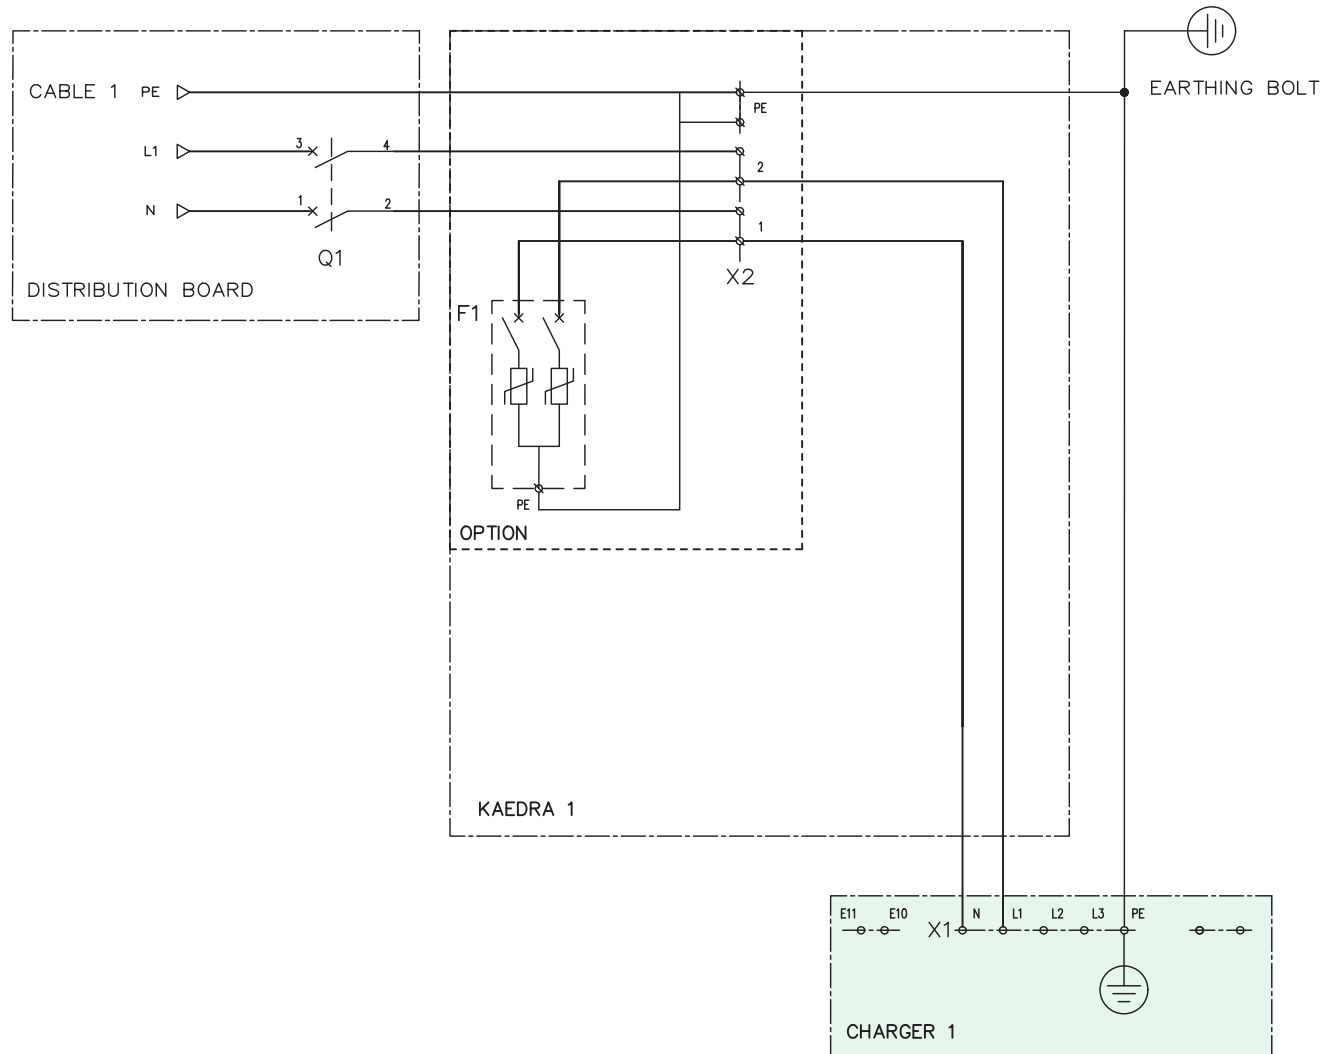 EARTHING BOLT
CABLE 1 PE
PE
L1 3 4
2
N 1 2
1
Q1
X2
DISTRIBUTION BOARD
F1
PE
OPTION
KAEDRA 1
E11 E10 X1 N L1 L2 L3 PE
CHARGER 1